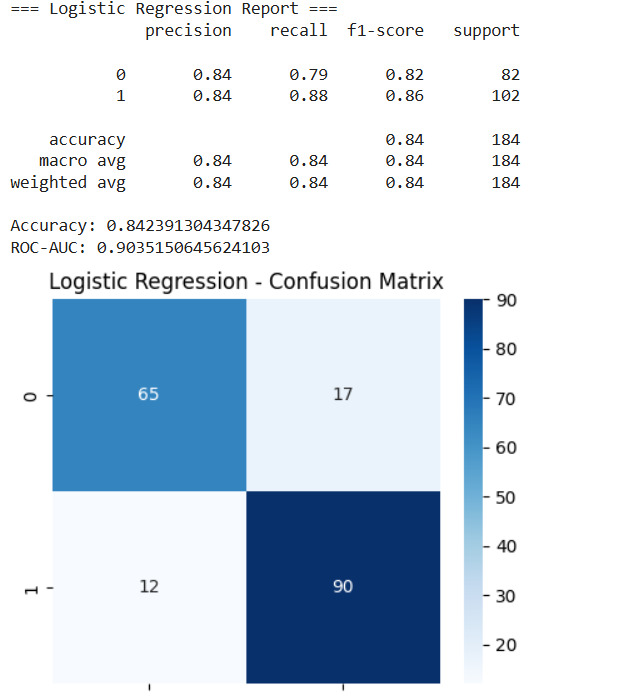 === Logistic Regression Report ===
precision recall f1-score support
0 0.84 0.79 0.82 82
1 0.84 0.88 0.86 102
accuracy 0.84 184
macro avg 0.84 0.84 0.84 184
weighted avg 0.84 0.84 0.84 184
Accuracy: 0.842391304347826
ROC-AUC: 0.9035150645624103
Logistic Regression - Confusion Matrix
90
80
0 65 17
70
60
50
40
1 12 90
30
20